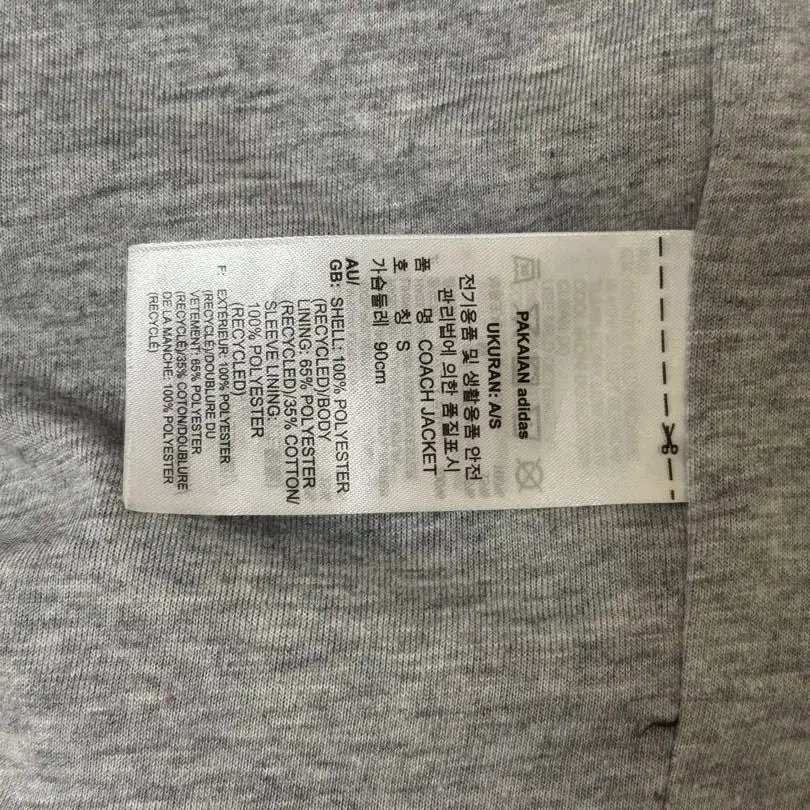 PAKAIAN adidas
UKURAN: A/S
전기용품 및 생활용품 안전
관리법에 의한 품질표시
품 명 COACH JACKET
호 칭 S
가슴둘레 90cm
AU/
GB: SHELL: 100% POLYESTER
(RECYCLED)/BODY
LINING: 65% POLYESTER
(RECYCLED)/35% COTTON/
SLEEVE LINING:
100% POLYESTER
(RECYCLED)
F: EXTERIEUR: 100% POLYESTER
(RECYCLE)/DOUBLURE DU
VETEMENT: 65% POLYESTER
(RECYCLE)/35% COTON/DOUBLURE
DE LA MANCHE: 100% POLYESTER
(RECYCLE)